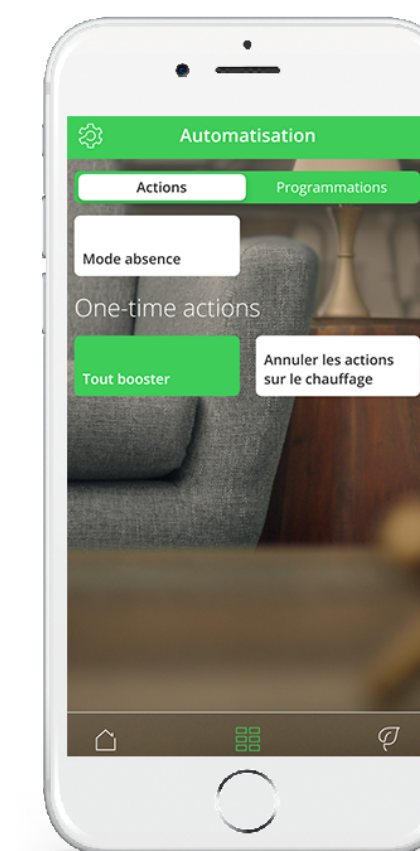 Automatisation
Actions
Programmations
Mode absence
One-time actions
Tout booster
Annuler les actions
sur le chauffage